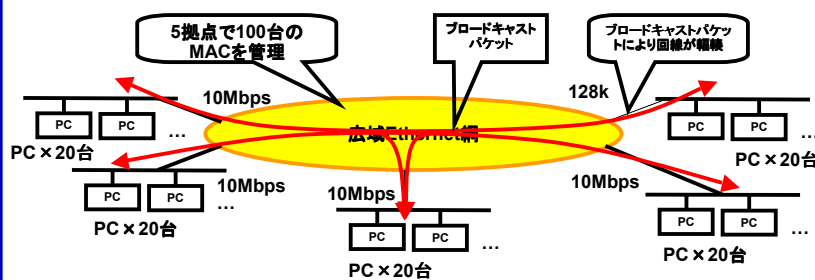 5拠点で100台の
MACを管理
ブロードキャスト
パケット
ブロードキャストパケッ
トにより回線が輻輳
10Mbps
128k
PC
PC
…
PC×20台
広域Ethernet網
PC
PC
…
PC×20台
10Mbps
PC
PC
…
PC×20台
10Mbps
PC
PC
…
PC×20台
10Mbps
PC
PC
…
PC×20台